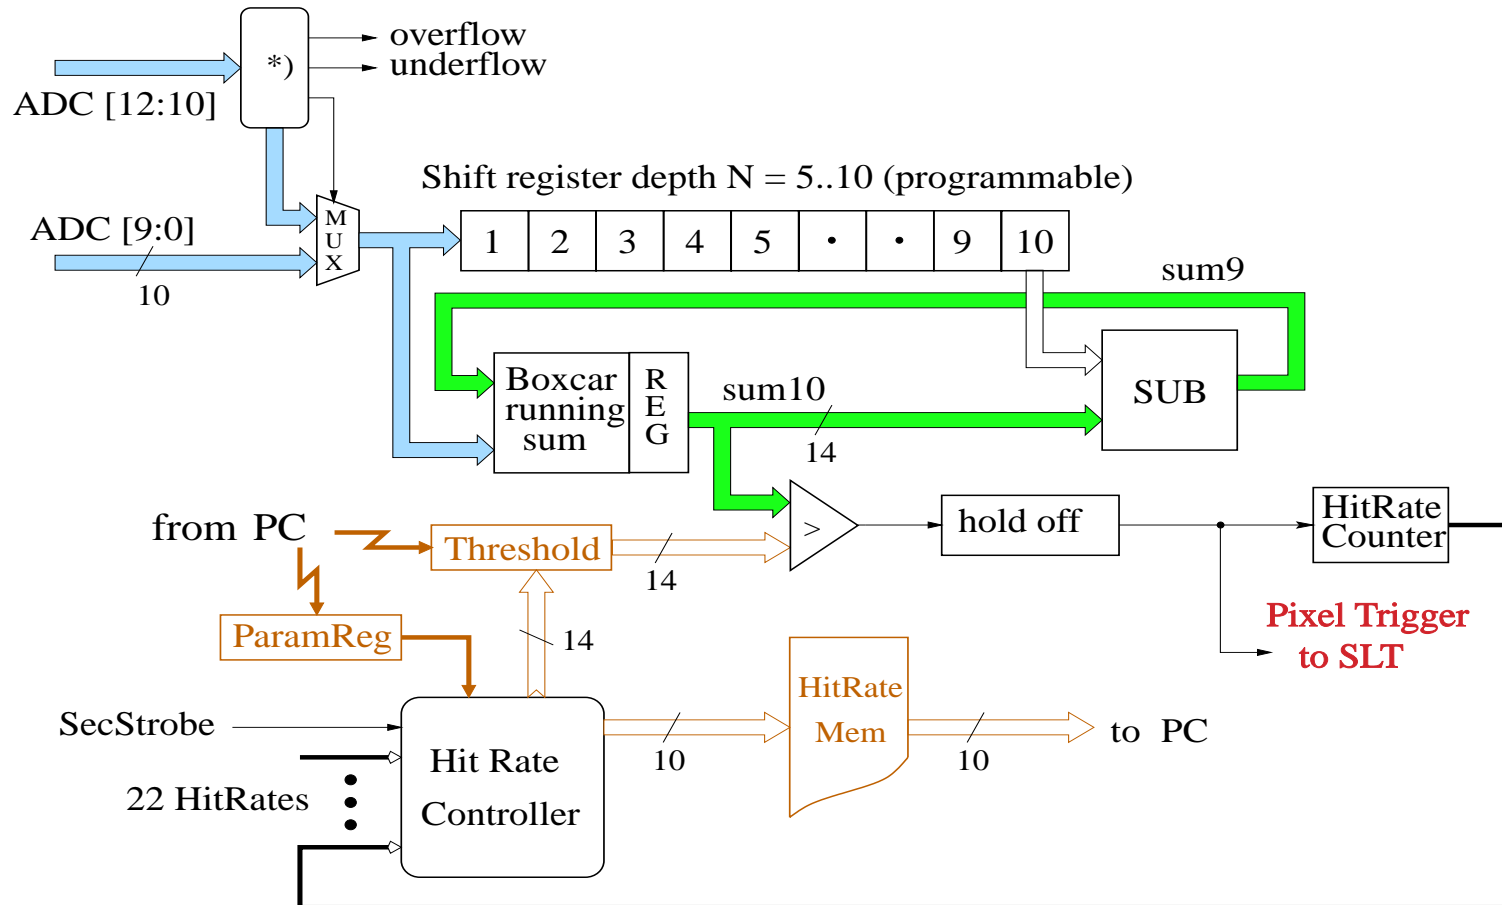 overflow
*)
underflow
ADC [12:10]
Shift register depth N = 5..10 (programmable)
ADC [9:0]
10
M
U
X
1 2 3 4 5 · · 9 10
sum9
Boxcar
running
sum
R
E
G
sum10
14
SUB
from PC
Threshold
14
>
hold off
HitRate
Counter
ParamReg
14
Pixel Trigger
to SLT
SecStrobe
22 HitRates
Hit Rate
Controller
10
HitRate
Mem
10
to PC